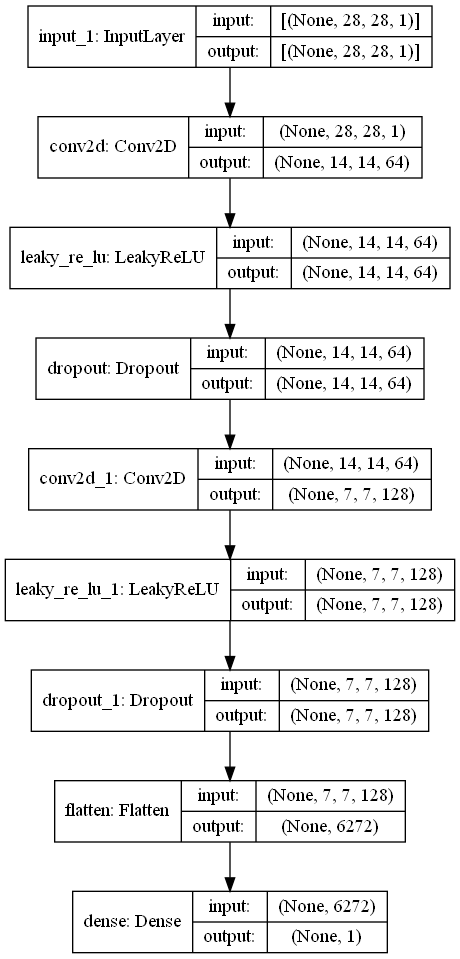 input_1: InputLayer
input: [(None, 28, 28, 1)]
output: [(None, 28, 28, 1)]
conv2d: Conv2D
input: (None, 28, 28, 1)
output: (None, 14, 14, 64)
leaky_re_lu: LeakyReLU
input: (None, 14, 14, 64)
output: (None, 14, 14, 64)
dropout: Dropout
input: (None, 14, 14, 64)
output: (None, 14, 14, 64)
conv2d_1: Conv2D
input: (None, 14, 14, 64)
output: (None, 7, 7, 128)
leaky_re_lu_1: LeakyReLU
input: (None, 7, 7, 128)
output: (None, 7, 7, 128)
dropout_1: Dropout
input: (None, 7, 7, 128)
output: (None, 7, 7, 128)
flatten: Flatten
input: (None, 7, 7, 128)
output: (None, 6272)
dense: Dense
input: (None, 6272)
output: (None, 1)